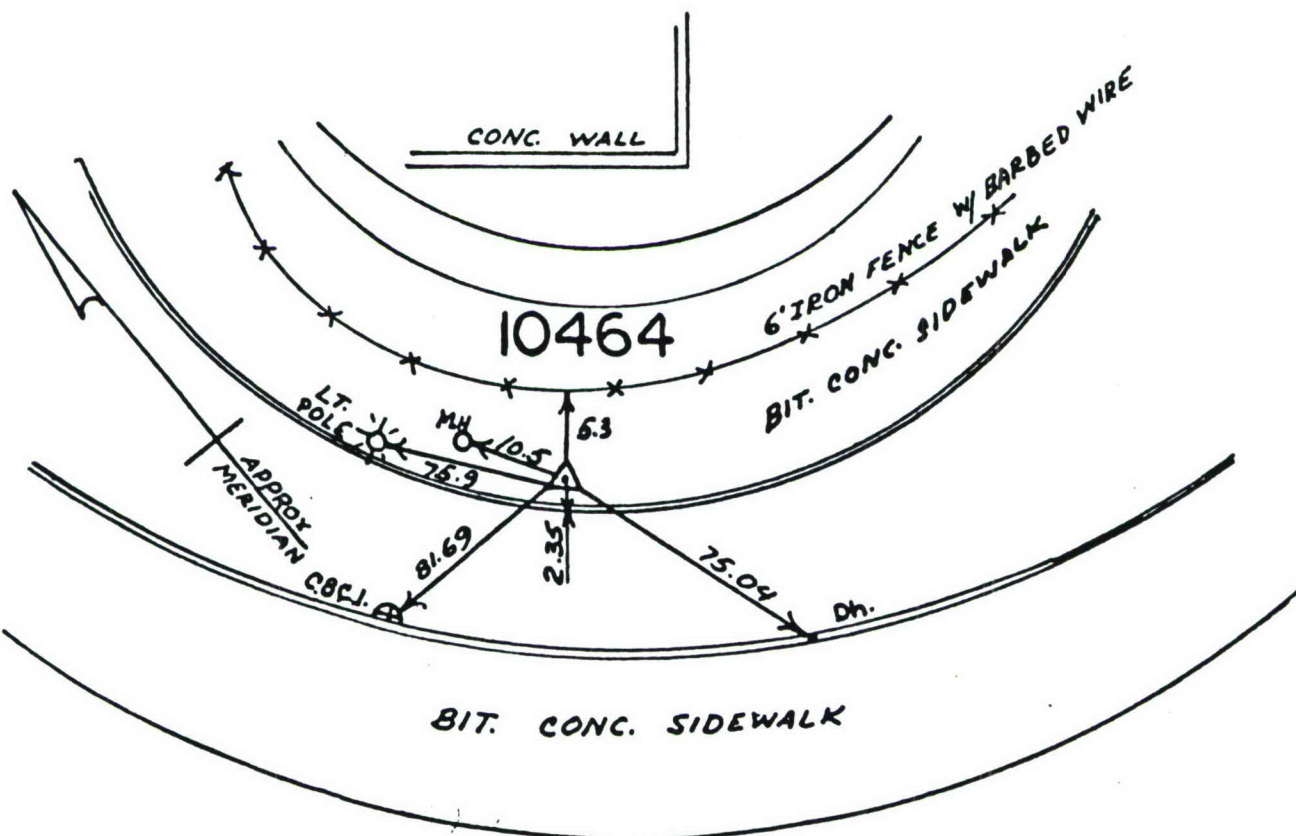 CONC. WALL
6' IRON FENCE W/ BARBED WIRE
BIT. CONC. SIDEWALK
10464
LT.
POLE
MH
10.5
5.3
75.9
APPROX
MERIDIAN
81.69
2.35
75.04
C.B.C.I.
Dh.
BIT. CONC. SIDEWALK